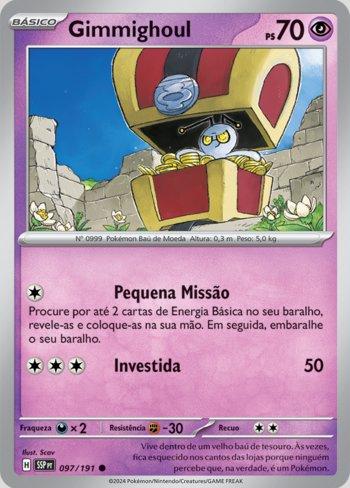 BÁSICO
Gimmighoul
PS 70
Nº 0999 Pokémon Baú de Moeda Altura: 0,3 m Peso: 5,0 kg
Pequena Missão
Procure por até 2 cartas de Energia Básica no seu baralho,
revele-as e coloque-as na sua mão. Em seguida, embaralhe
o seu baralho.
Investida 50
Fraqueza × 2 Resistência -30 Recuo
Ilust. Scav
H SSP PT 097/191
Vive dentro de um velho baú de tesouro. Às vezes,
fica esquecido nos cantos das lojas porque ninguém
percebe que, na verdade, é um Pokémon.
©2024 Pokémon/Nintendo/Creatures/GAME FREAK